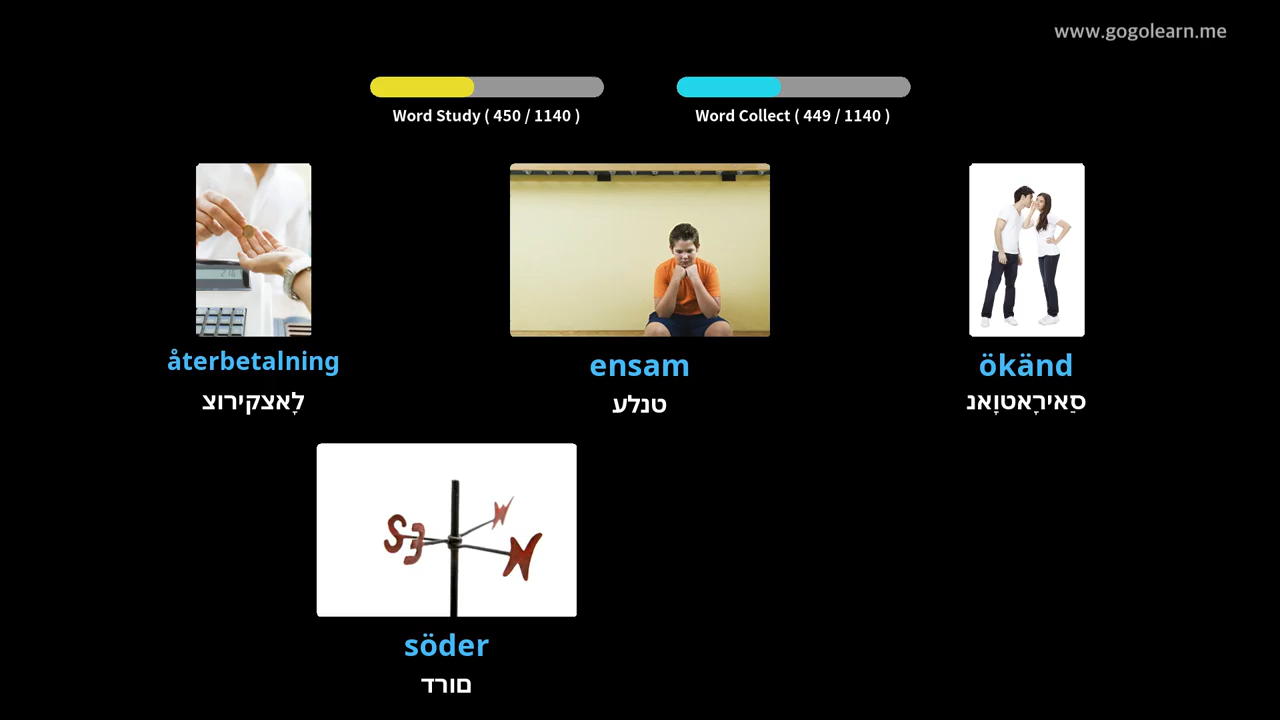 www.gogolearn.me
Word Study ( 450 / 1140 )
Word Collect ( 449 / 1140 )
återbetalning
לָאצקירוצ
ensam
טנלע
ökänd
סַאירָאטוָאנ
söder
םורד